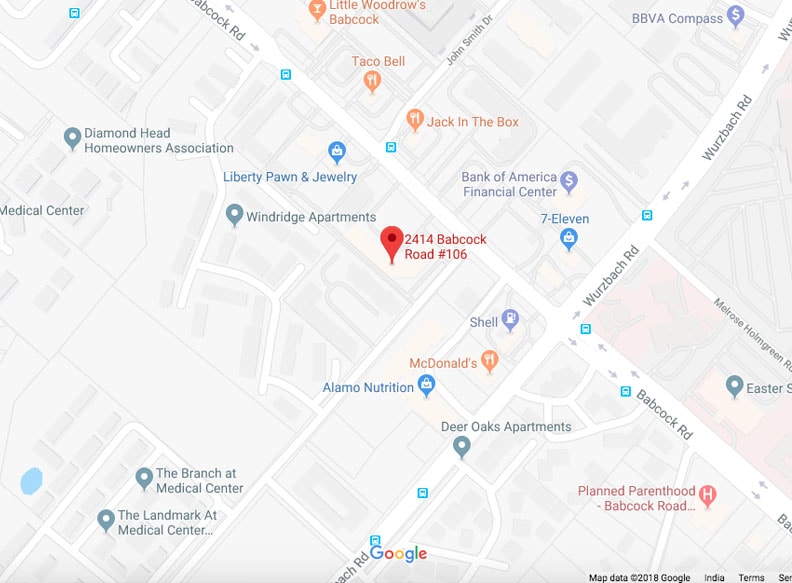 Babcock Rd
Little Woodrow's
Babcock
BBVA Compass
John Smith Dr
Taco Bell
Wurzbach Rd
Jack In The Box
Diamond Head
Homeowners Association
Liberty Pawn & Jewelry
Bank of America
Financial Center
Medical Center
Windridge Apartments
7-Eleven
2414 Babcock
Road #106
Wurzbach Rd
Melrose Holmgreen Ro
Shell
McDonald's
Alamo Nutrition
Easter S
Babcock Rd
Deer Oaks Apartments
The Branch at
Medical Center
Planned Parenthood
- Babcock Road...
The Landmark At
Medical Center...
Bab
ch Rd
Google
Map data ©2018 Google India Terms Se